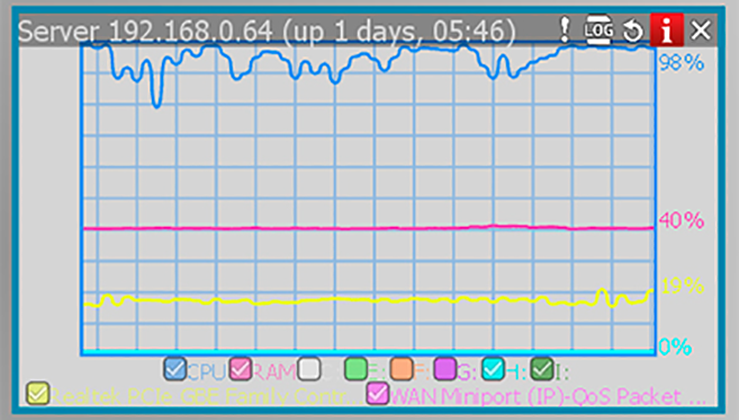 Server 192.168.0.64 (up 1 days, 05:46) ! LOG i
98%
40%
19%
0%
CPU RAM E: F: G: H: I:
Realtek PCIe GBE Family Contr... WAN Miniport (IP)-QoS Packet ...